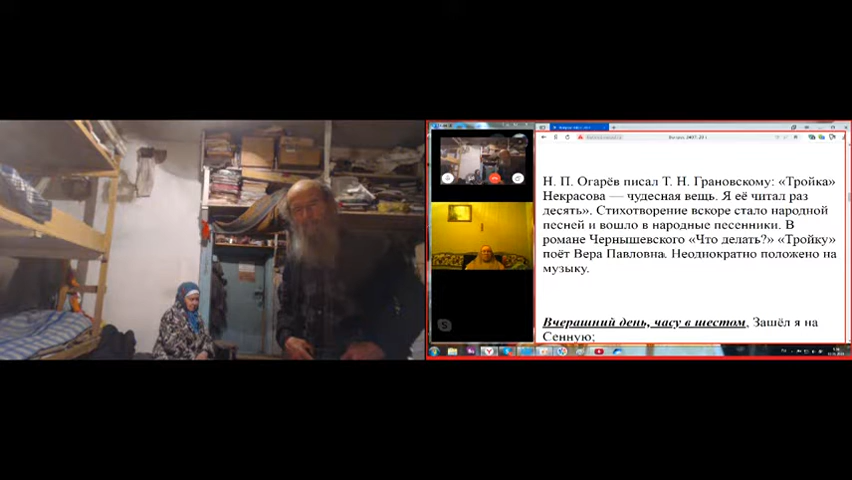 Н. П. Огарёв писал Т. Н. Грановскому: «Тройка»
Некрасова — чудесная вещь. Я её читал раз
десять». Стихотворение вскоре стало народной
песней и вошло в народные песенники. В
романе Чернышевского «Что делать?» «Тройку»
поёт Вера Павловна. Неоднократно положено на
музыку.
Вчерашний день, часу в шестом, Зашёл я на
Сенную;